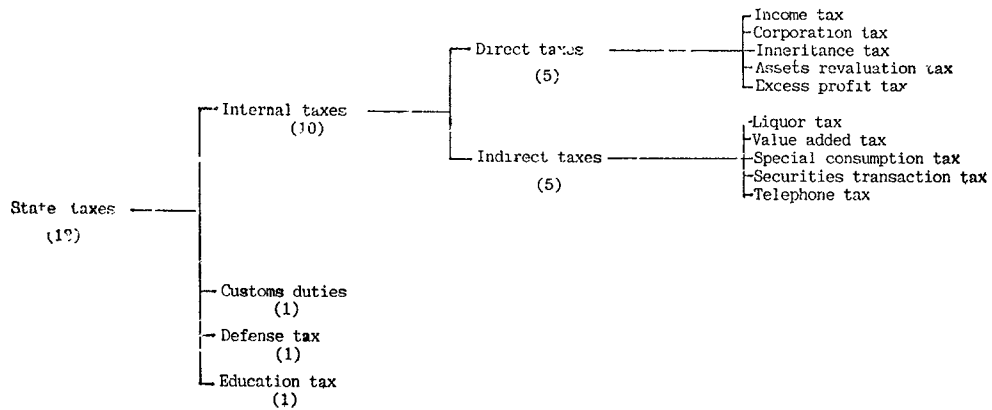 Income tax
Corporation tax
Inheritance tax
Assets revaluation tax
Excess profit tax
Direct taxes
(5)
Internal taxes
(10)
Liquor tax
Value added tax
Special consumption tax
Securities transaction tax
Telephone tax
Indirect taxes
(5)
State taxes
Customs duties
(1)
Defense tax
(1)
Education tax
(1)